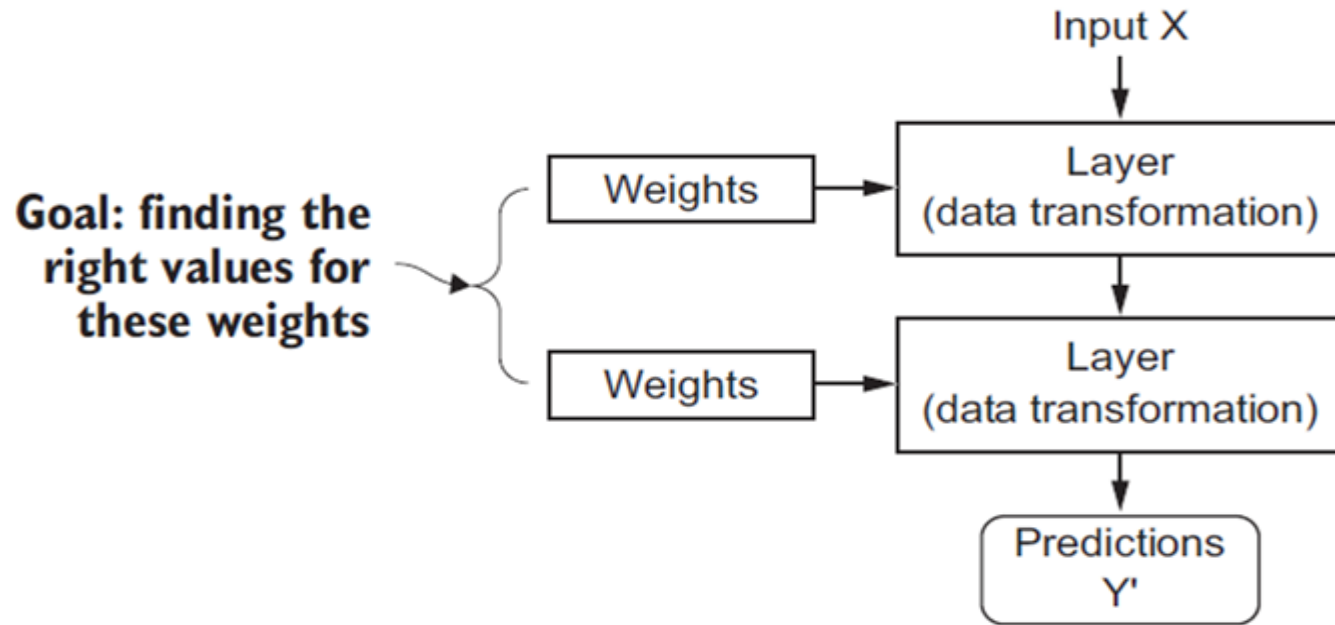 Input X
Weights
Layer
(data transformation)
Goal: finding the
right values for
these weights
Weights
Layer
(data transformation)
Predictions
Y'